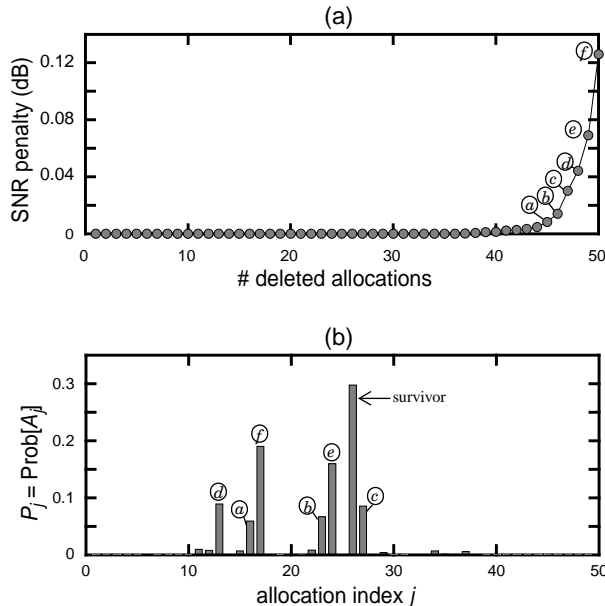 (a)
SNR penalty (dB)
0.12
0.08
0.04
0
a
b
c
d
e
f
0 10 20 30 40 50
# deleted allocations
(b)
P_j = Prob[A_j]
0.3
0.2
0.1
0
d
a
f
b
e
survivor
c
0 10 20 30 40 50
allocation index j